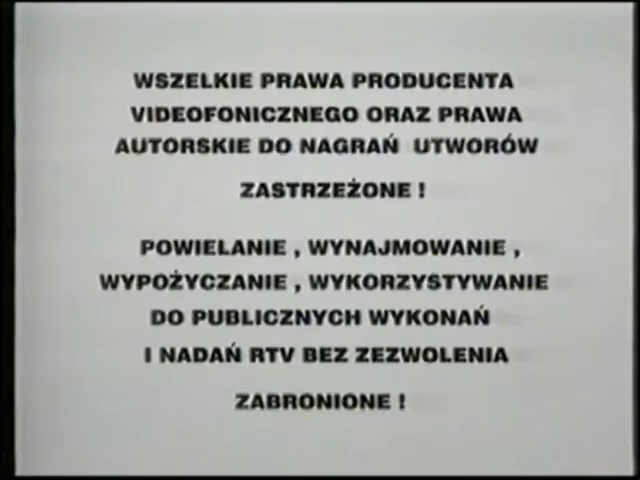 WSZELKIE PRAWA PRODUCENTA
VIDEOFONICZNEGO ORAZ PRAWA
AUTORSKIE DO NAGRAŃ UTWORÓW
ZASTRZEŻONE !
POWIELANIE , WYNAJMOWANIE ,
WYPOŻYCZANIE , WYKORZYSTYWANIE
DO PUBLICZNYCH WYKONAŃ
I NADAŃ RTV BEZ ZEZWOLENIA
ZABRONIONE !